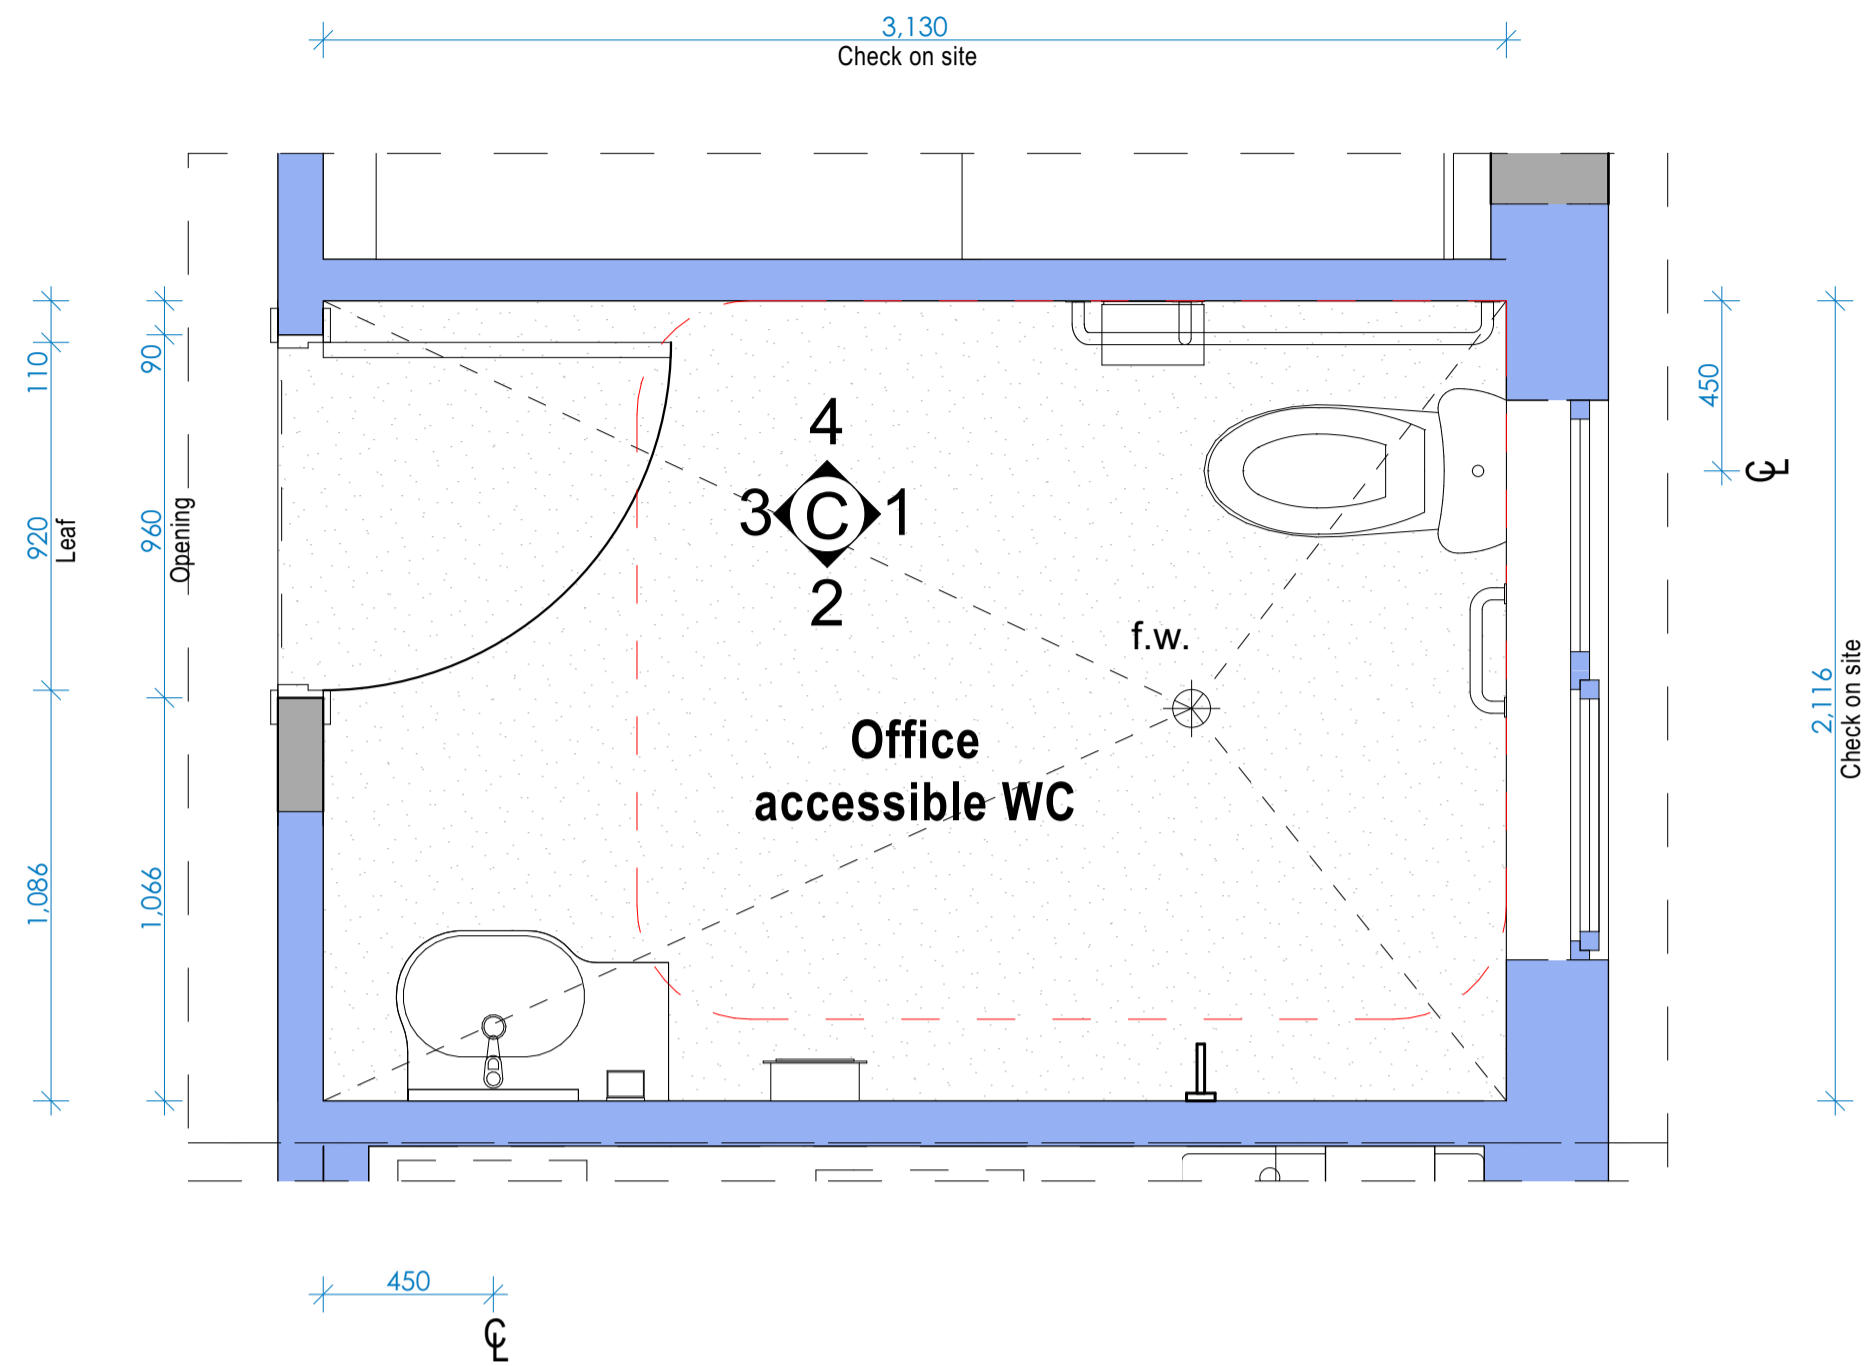 3,130
Check on site
110
90
450
920
Leaf
960
Opening
4
3
C
1
2
℄
f.w.
2,116
Check on site
Office
accessible WC
1,086
1,066
450
℄